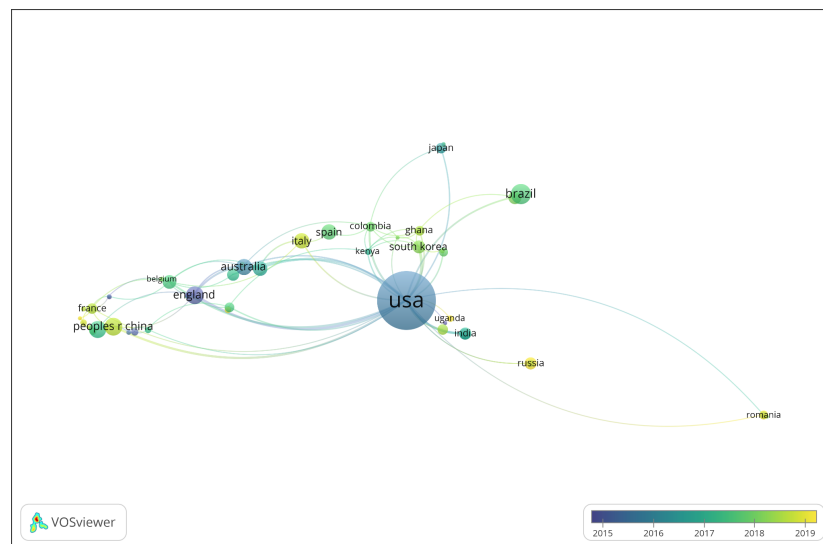 japan
brazil
colombia
ghana
spain
italy
south korea
kenya
australia
belgium
england
usa
france
uganda
peoples r china
india
russia
romania
VOSviewer
2015 2016 2017 2018 2019